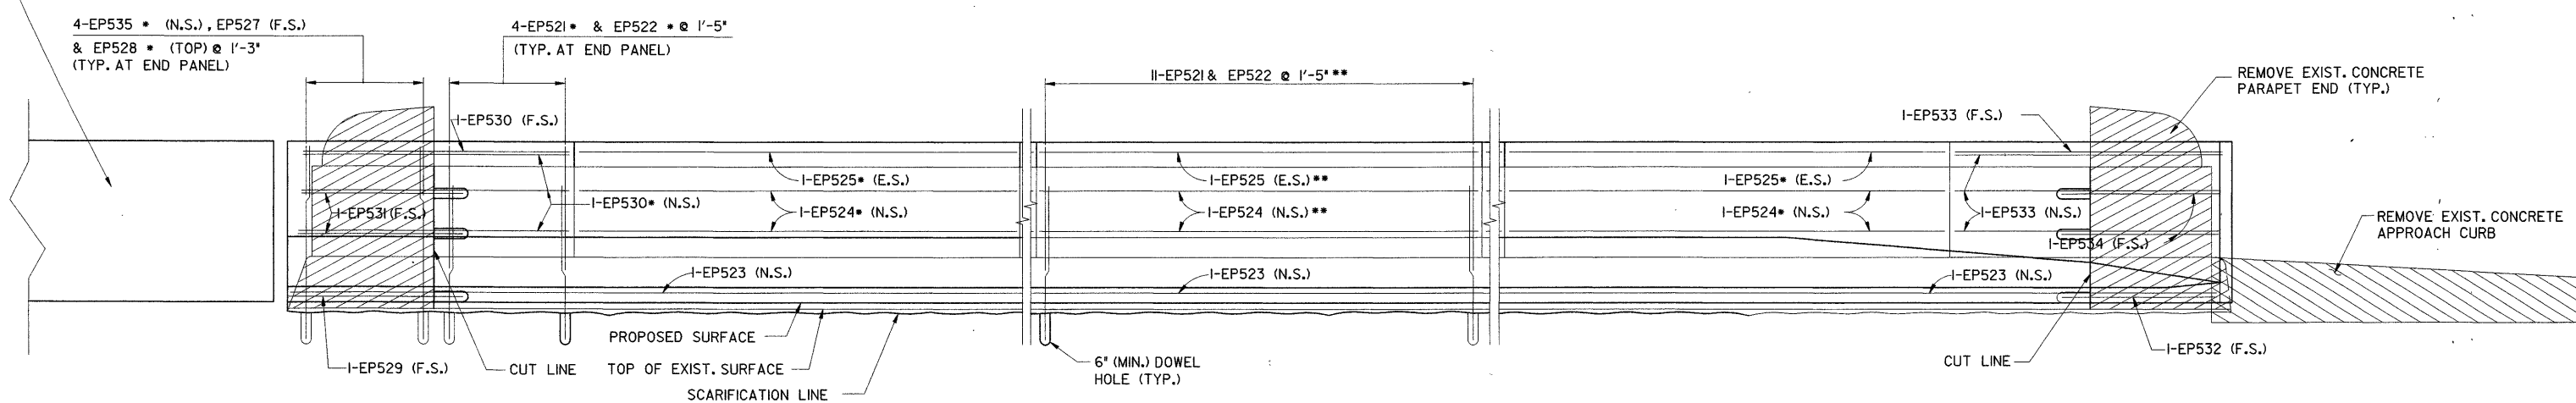 4-EP535 * (N.S.), EP527 (F.S.)
& EP528 * (TOP) @ 1'-3"
(TYP. AT END PANEL)
4-EP521* & EP522 * @ 1'-5"
(TYP. AT END PANEL)
11-EP521 & EP522 @ 1'-5" **
REMOVE EXIST. CONCRETE
PARAPET END (TYP.)
1-EP530 (F.S.)
1-EP533 (F.S.)
1-EP525* (E.S.)
1-EP525 (E.S.)**
1-EP525* (E.S.)
1-EP531(F.S.)
1-EP530* (N.S.)
1-EP524* (N.S.)
1-EP524 (N.S.)**
1-EP524* (N.S.)
1-EP533 (N.S.)
REMOVE EXIST. CONCRETE
APPROACH CURB
1-EP534 (F.S.)
1-EP523 (N.S.)
1-EP523 (N.S.)
1-EP523 (N.S.)
PROPOSED SURFACE
1-EP529 (F.S.)
CUT LINE
TOP OF EXIST. SURFACE
SCARIFICATION LINE
6" (MIN.) DOWEL
HOLE (TYP.)
CUT LINE
1-EP532 (F.S.)